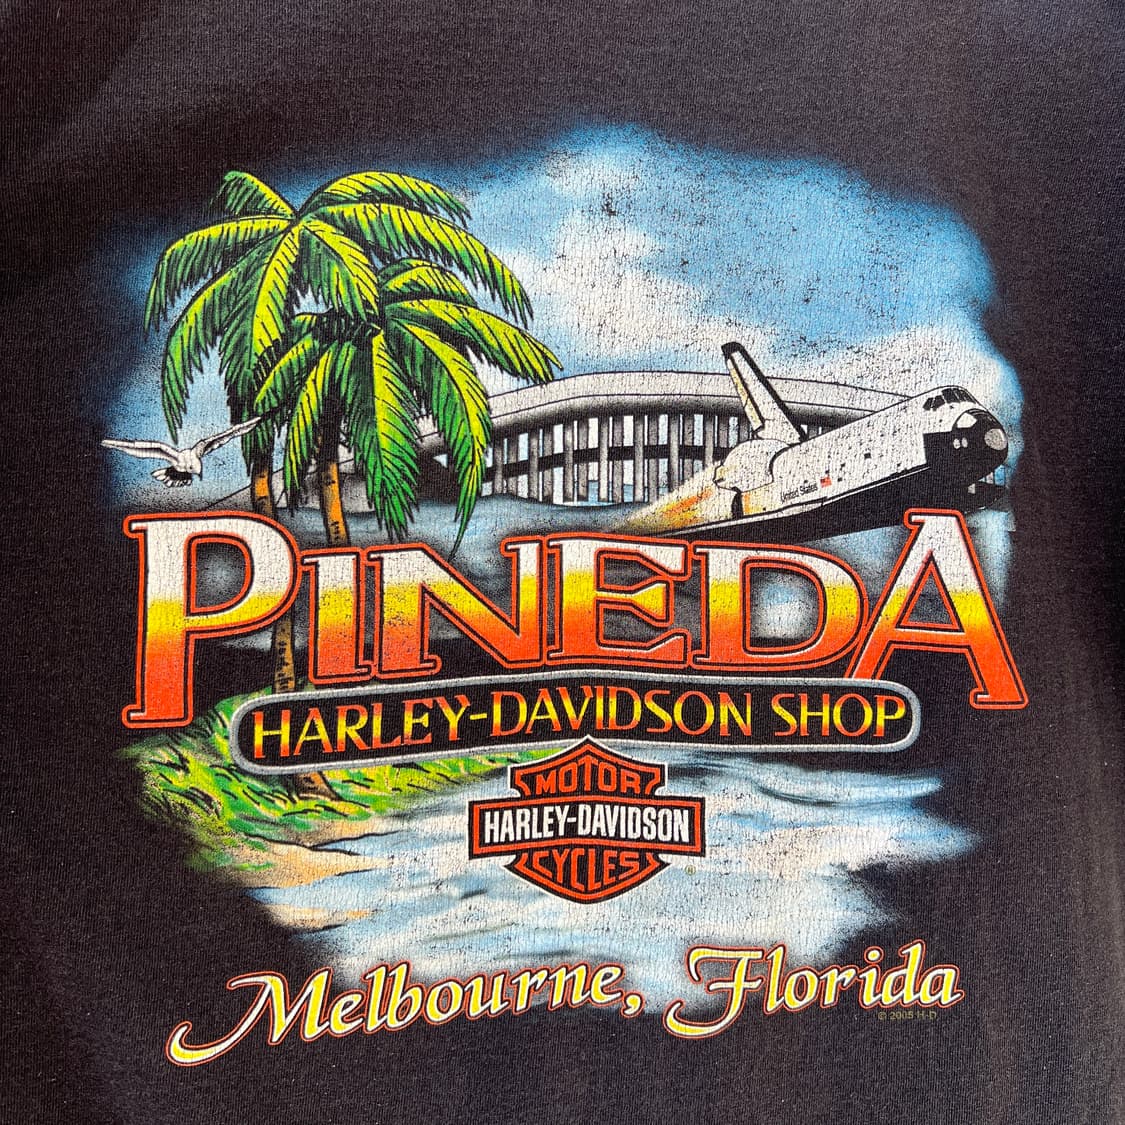 United States
PINEDA
HARLEY-DAVIDSON SHOP
MOTOR
HARLEY-DAVIDSON
CYCLES
®
Melbourne, Florida
© 2005 H-D